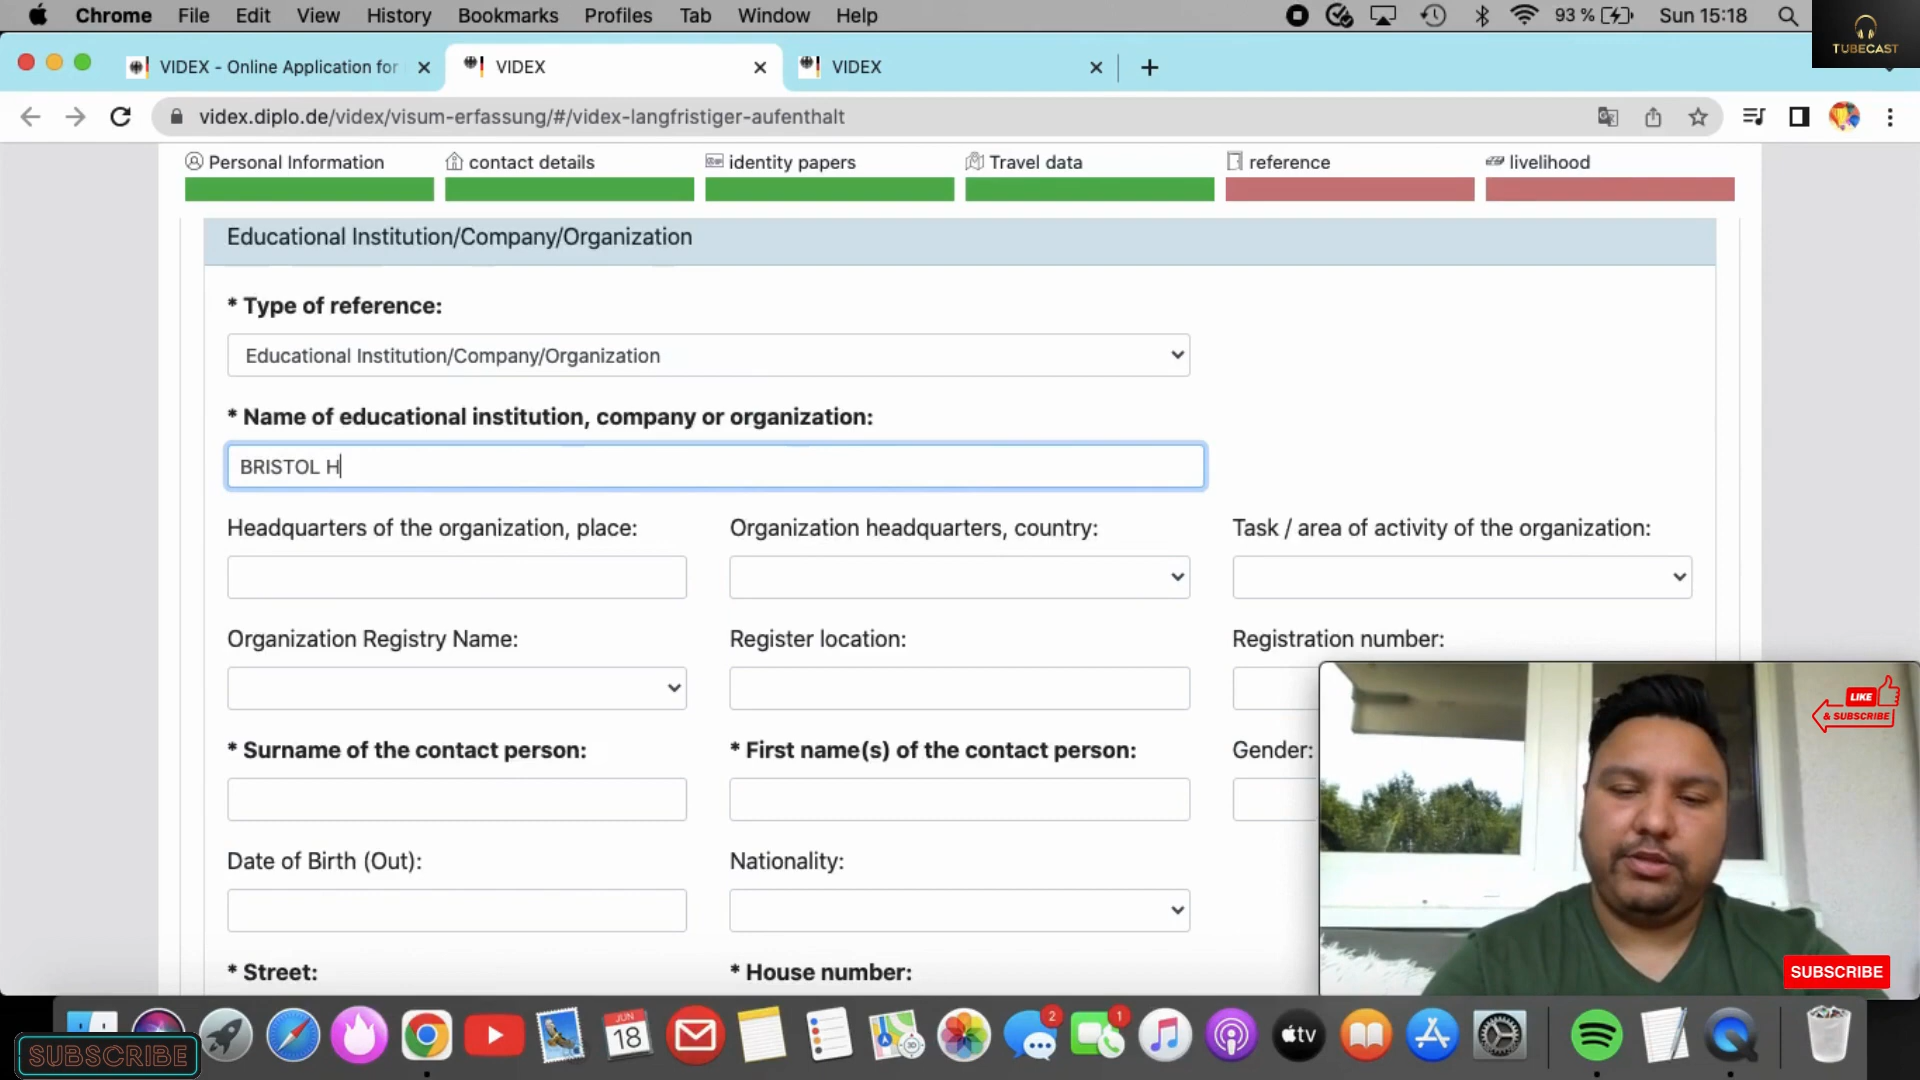 Chrome File Edit View History Bookmarks Profiles Tab Window Help 93 % Sun 15:18
TUBECAST
VIDEX - Online Application for VIDEX VIDEX
videx.diplo.de/videx/visum-erfassung/#/videx-langfristiger-aufenthalt
Personal Information contact details identity papers Travel data reference livelihood
Educational Institution/Company/Organization
* Type of reference:
Educational Institution/Company/Organization
* Name of educational institution, company or organization:
BRISTOL H
Headquarters of the organization, place: Organization headquarters, country: Task / area of activity of the organization:
Organization Registry Name: Register location: Registration number:
LIKE
& SUBSCRIBE
* Surname of the contact person: * First name(s) of the contact person: Gender:
Date of Birth (Out): Nationality:
* Street: * House number:
SUBSCRIBE
JUN
18
3D
2
1
tv
SUBSCRIBE